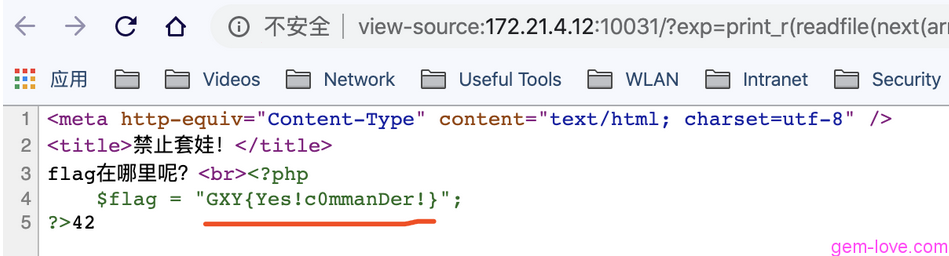 不安全 view-source:172.21.4.12:10031/?exp=print_r(readfile(next(arr
应用 Videos Network Useful Tools WLAN Intranet Security
1 <meta http-equiv="Content-Type" content="text/html; charset=utf-8" />
2 <title>禁止套娃！</title>
3 flag在哪里呢？<br><?php
4 $flag = "GXY{Yes!c0mmanDer!}";
5 ?>42
gem-love.com